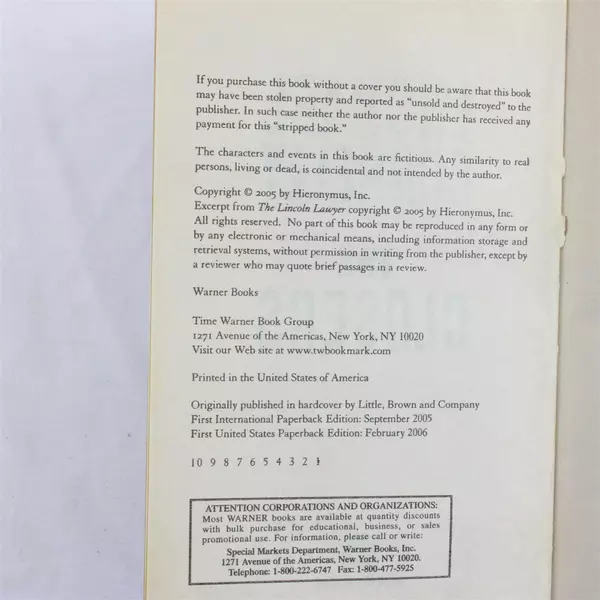 If you purchase this book without a cover you should be aware that this book
may have been stolen property and reported as “unsold and destroyed” to the
publisher. In such case neither the author nor the publisher has received any
payment for this “stripped book.”
The characters and events in this book are fictitious. Any similarity to real
persons, living or dead, is coincidental and not intended by the author.
Copyright © 2005 by Hieronymus, Inc.
Excerpt from The Lincoln Lawyer copyright © 2005 by Hieronymus, Inc.
All rights reserved. No part of this book may be reproduced in any form or
by any electronic or mechanical means, including information storage and
retrieval systems, without permission in writing from the publisher, except by
a reviewer who may quote brief passages in a review.
Warner Books
Time Warner Book Group
1271 Avenue of the Americas, New York, NY 10020
Visit our Web site at www.twbookmark.com
Printed in the United States of America
Originally published in hardcover by Little, Brown and Company
First International Paperback Edition: September 2005
First United States Paperback Edition: February 2006
10 9 8 7 6 5 4 3 2 1
ATTENTION CORPORATIONS AND ORGANIZATIONS:
Most WARNER books are available at quantity discounts
with bulk purchase for educational, business, or sales
promotional use. For information, please call or write:
Special Markets Department, Warner Books, Inc.
1271 Avenue of the Americas, New York, NY 10020.
Telephone: 1-800-222-6747 Fax: 1-800-477-5925